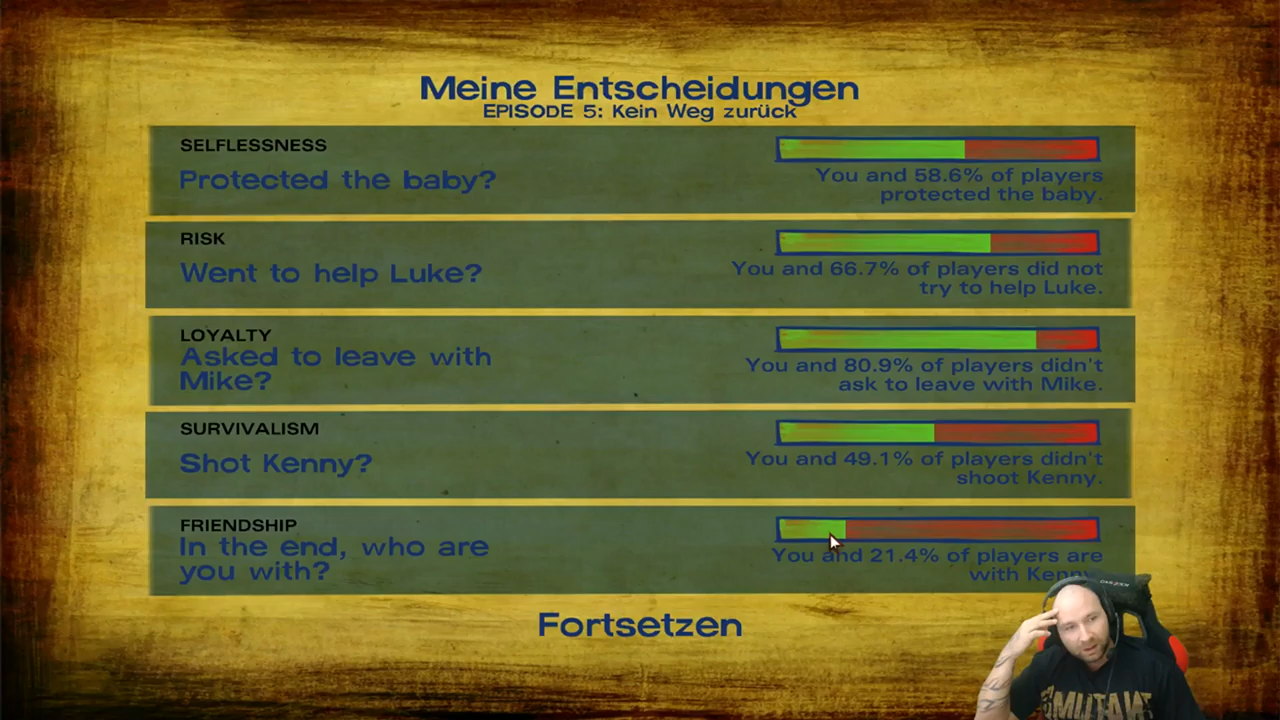 Meine Entscheidungen
EPISODE 5: Kein Weg zurück
SELFLESSNESS
Protected the baby?
You and 58.6% of players
protected the baby.
RISK
Went to help Luke?
You and 66.7% of players did not
try to help Luke.
LOYALTY
Asked to leave with
Mike?
You and 80.9% of players didn't
ask to leave with Mike.
SURVIVALISM
Shot Kenny?
You and 49.1% of players didn't
shoot Kenny.
FRIENDSHIP
In the end, who are
you with?
You and 21.4% of players are
with Kenny.
Fortsetzen